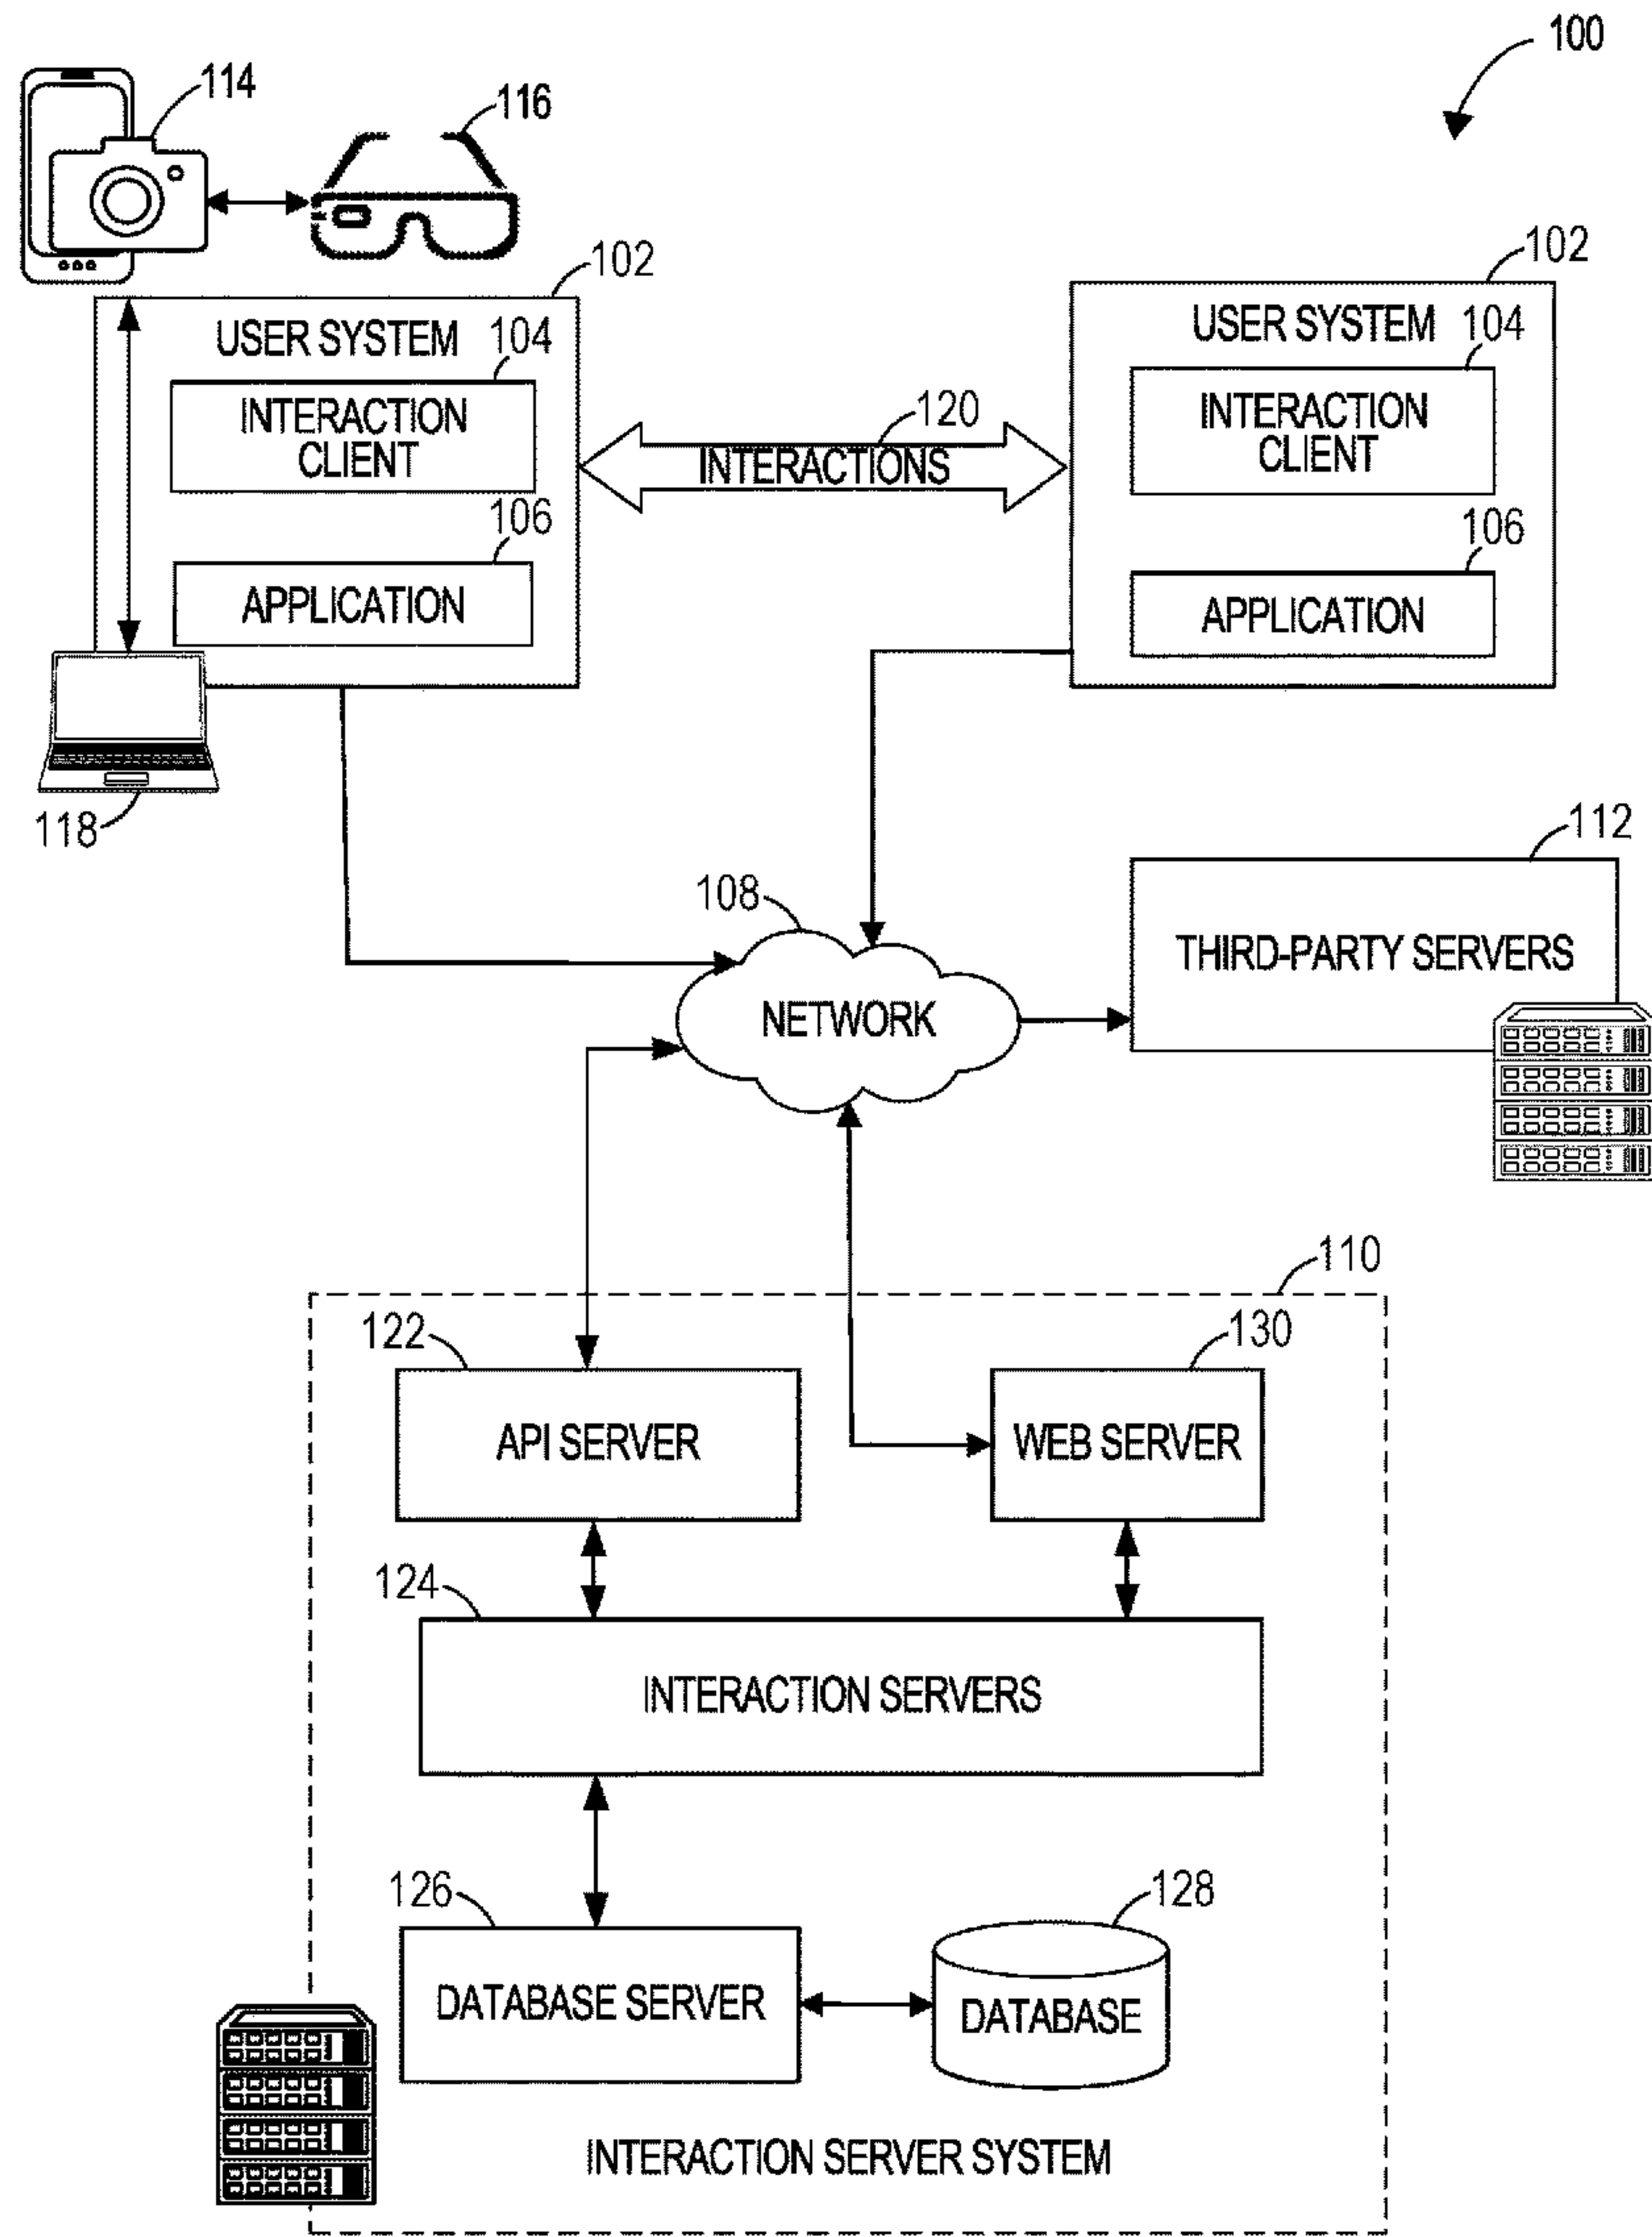 100
114
116
102
USER SYSTEM
104
INTERACTION
CLIENT
106
APPLICATION
118
120
INTERACTIONS
102
USER SYSTEM
104
INTERACTION
CLIENT
106
APPLICATION
108
NETWORK
112
THIRD-PARTY SERVERS
110
122
API SERVER
130
WEB SERVER
124
INTERACTION SERVERS
126
DATABASE SERVER
128
DATABASE
INTERACTION SERVER SYSTEM